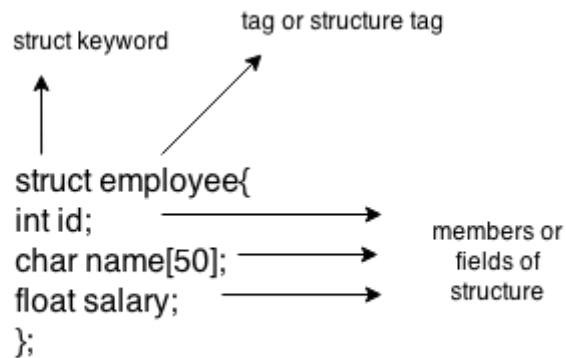 struct keyword
tag or structure tag
struct employee{
int id;
char name[50];
float salary;
};
members or
fields of
structure